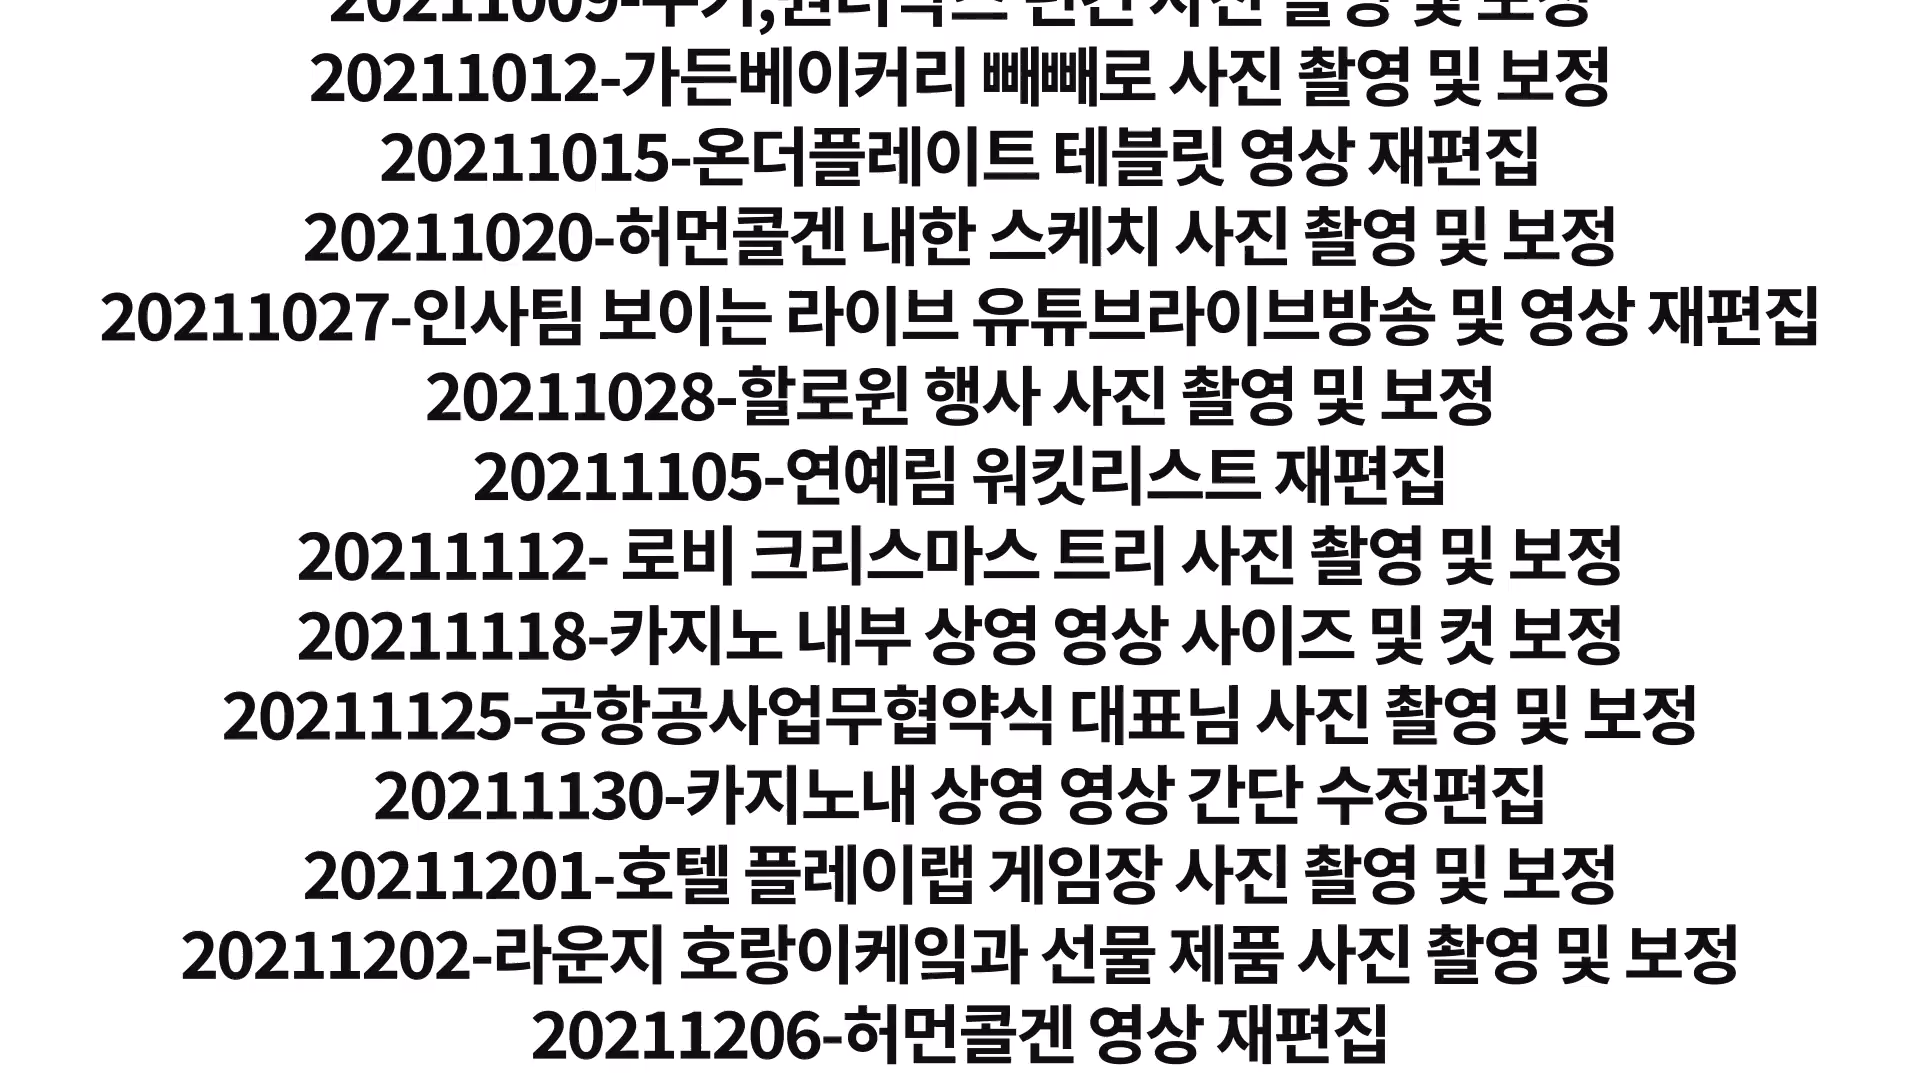 20211012-가든베이커리 빼빼로 사진 촬영 및 보정
20211015-온더플레이트 테블릿 영상 재편집
20211020-허먼콜겐 내한 스케치 사진 촬영 및 보정
20211027-인사팀 보이는 라이브 유튜브라이브방송 및 영상 재편집
20211028-할로윈 행사 사진 촬영 및 보정
20211105-연예림 워킷리스트 재편집
20211112- 로비 크리스마스 트리 사진 촬영 및 보정
20211118-카지노 내부 상영 영상 사이즈 및 컷 보정
20211125-공항공사업무협약식 대표님 사진 촬영 및 보정
20211130-카지노내 상영 영상 간단 수정편집
20211201-호텔 플레이랩 게임장 사진 촬영 및 보정
20211202-라운지 호랑이케잌과 선물 제품 사진 촬영 및 보정
20211206-허먼콜겐 영상 재편집